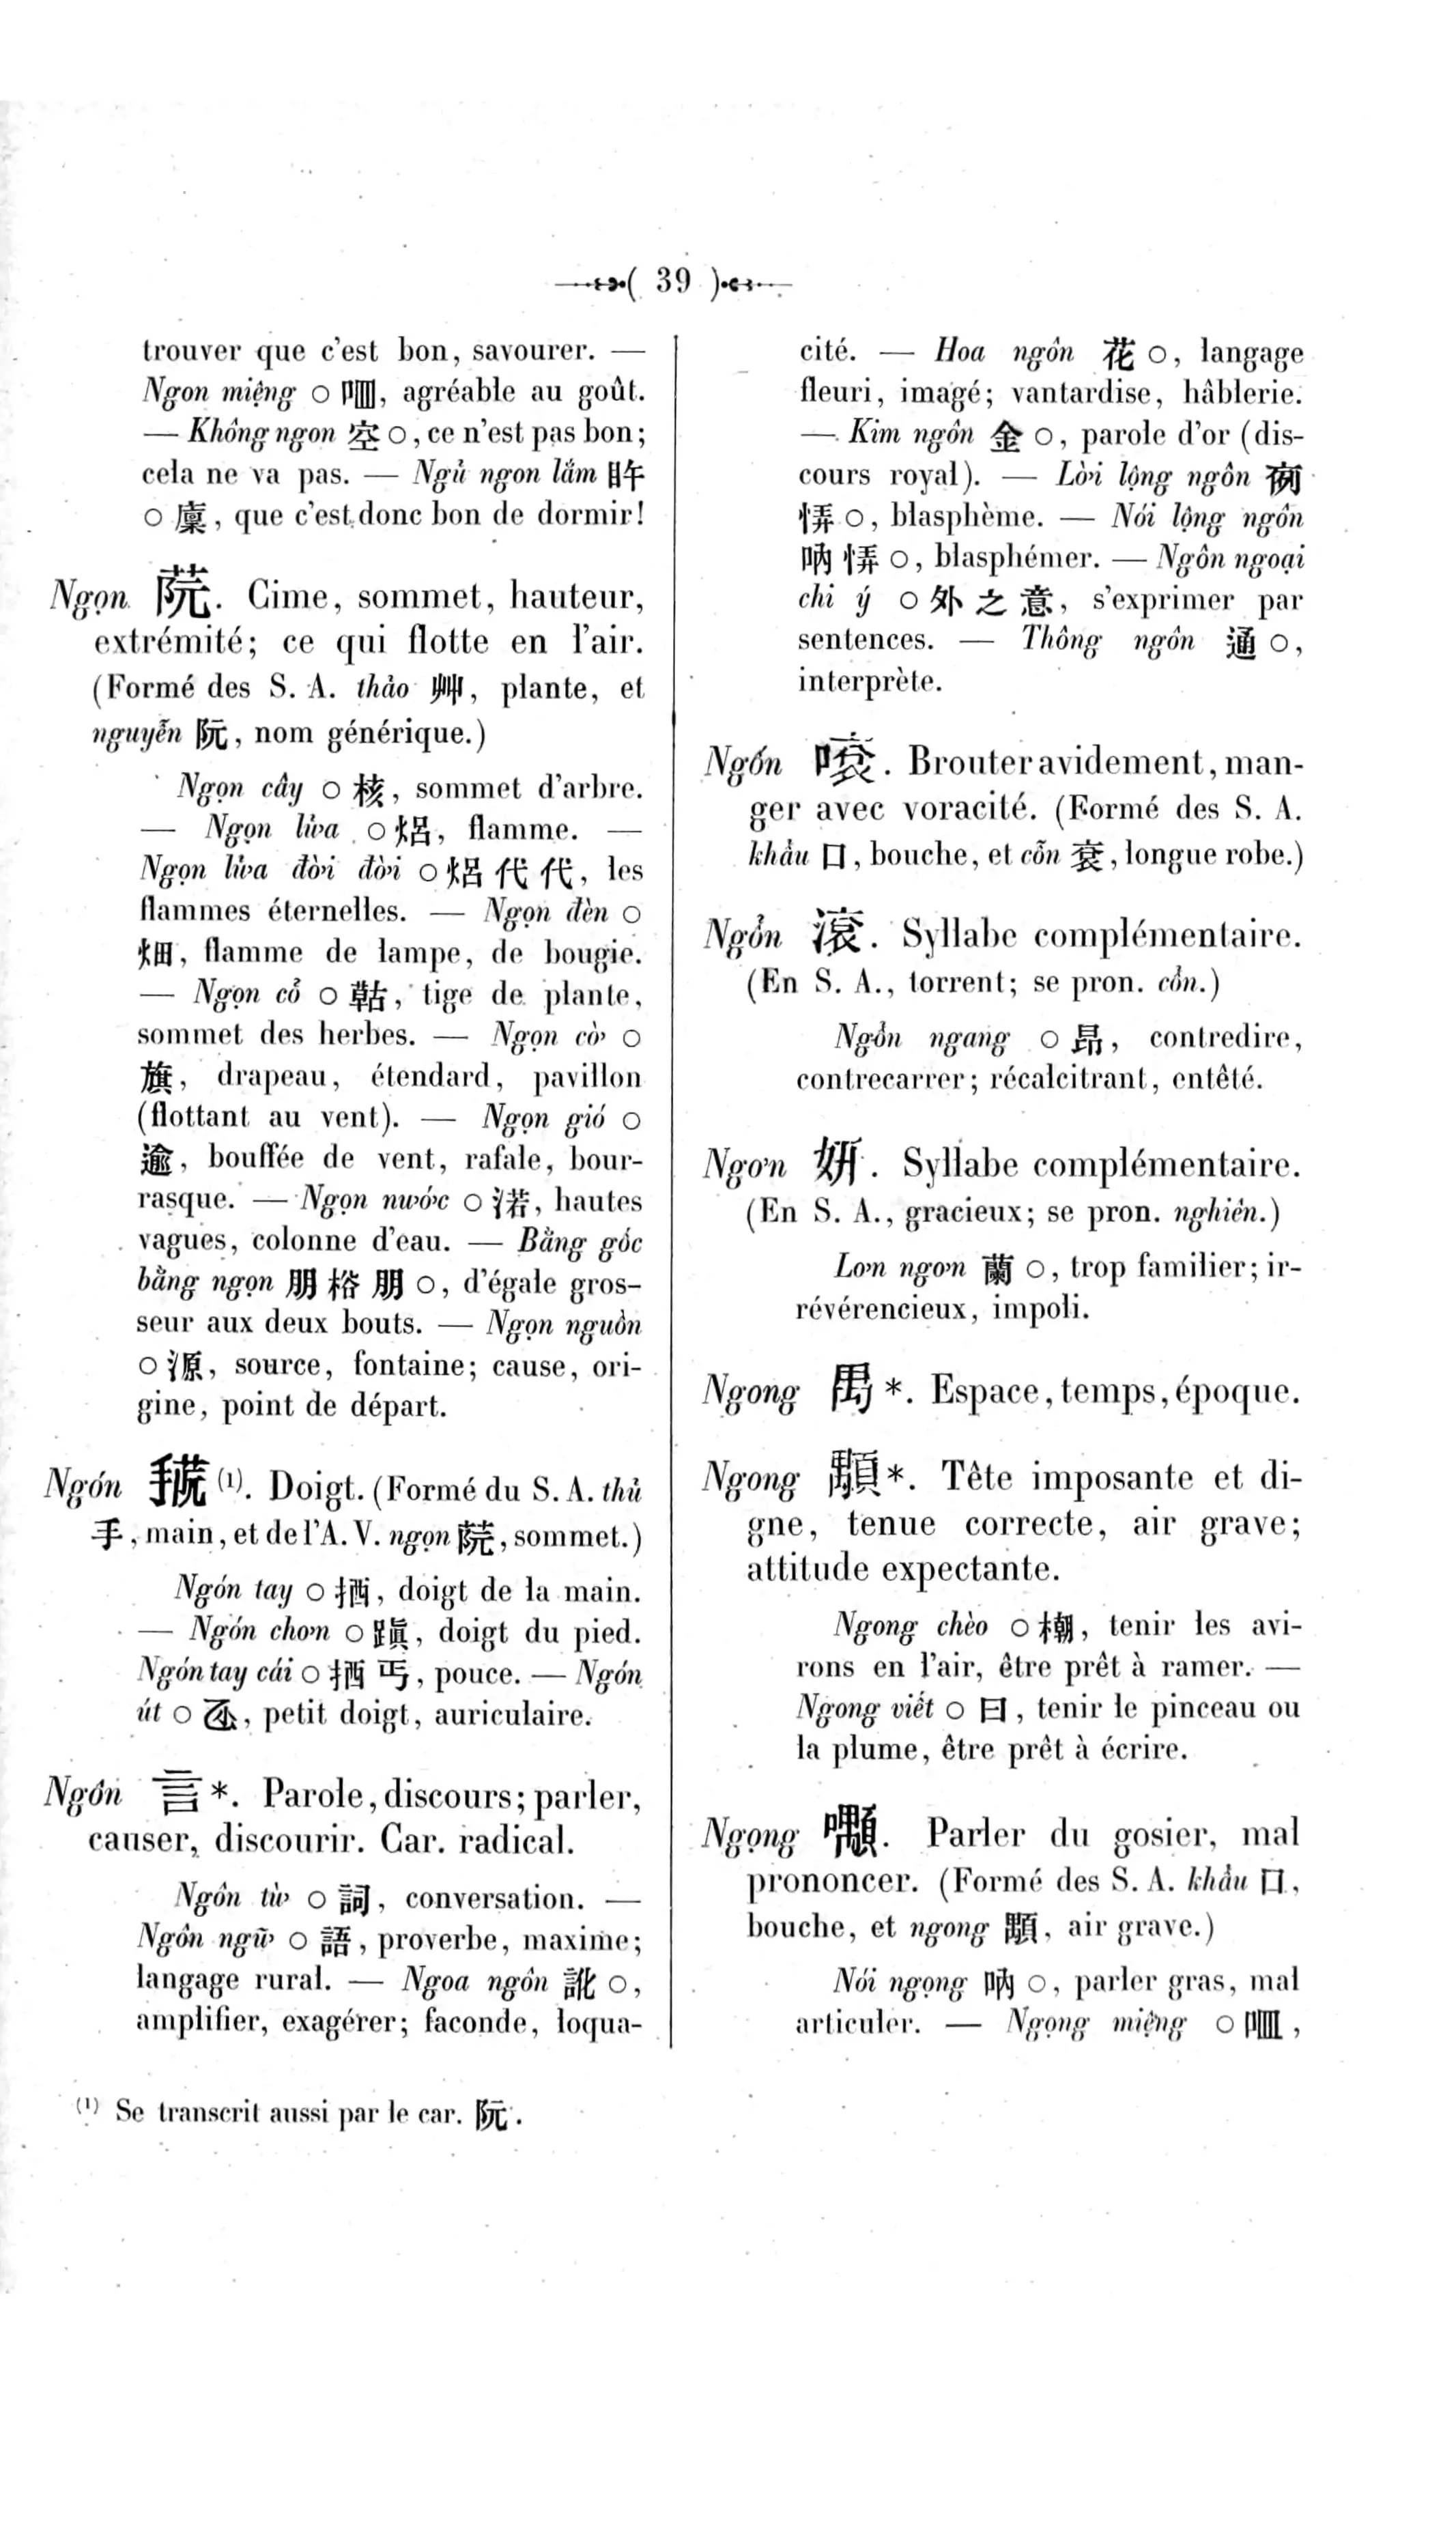 ( 39 )
trouver que c'est bon, savourer. —
Ngon miệng ○ 𠰘, agréable au goût.
— Không ngon 空 ○, ce n'est pas bon;
cela ne va pas. — Ngủ ngon lắm 𥄬
○ 廩, que c'est donc bon de dormir!
Ngọn 𦰟. Cime, sommet, hauteur,
extrémité; ce qui flotte en l'air.
(Formé des S. A. thảo 艸, plante, et
nguyễn 阮, nom générique.)
Ngọn cây ○ 核, sommet d'arbre.
— Ngọn lửa ○ 焒, flamme. —
Ngọn lửa đời đời ○ 焒 代 代, les
flammes éternelles. — Ngọn đèn ○
畑, flamme de lampe, de bougie.
— Ngọn cỏ ○ 𦹵, tige de plante,
sommet des herbes. — Ngọn cờ ○
旗, drapeau, étendard, pavillon
(flottant au vent). — Ngọn gió ○
逾, bouffée de vent, rafale, bour-
rasque. — Ngọn nước ○ 渃, hautes
vagues, colonne d'eau. — Bằng gốc
bằng ngọn 朋 㭲 朋 ○, d'égale gros-
seur aux deux bouts. — Ngọn nguồn
○ 源, source, fontaine; cause, ori-
gine, point de départ.
Ngón (1). Doigt. (Formé du S. A. thủ
手, main, et de l'A. V. ngọn 𦰟, sommet.)
Ngón tay ○ 拪, doigt de la main.
— Ngón chơn ○ 蹎, doigt du pied.
Ngón tay cái ○ 拪 丐, pouce. — Ngón
út ○, petit doigt, auriculaire.
Ngôn 言 *. Parole, discours; parler,
causer, discourir. Car. radical.
Ngôn từ ○ 詞, conversation. —
Ngôn ngữ ○ 語, proverbe, maxime;
langage rural. — Ngoa ngôn 訛 ○,
amplifier, exagérer; faconde, loqua-
cité. — Hoa ngôn 花 ○, langage
fleuri, imagé; vantardise, hâblerie.
— Kim ngôn 金 ○, parole d'or (dis-
cours royal). — Lời lộng ngôn
㤝 ○, blasphème. — Nói lộng ngôn
吶 㤝 ○, blasphémer. — Ngôn ngoại
chi ý ○ 外 之 意, s'exprimer par
sentences. — Thông ngôn 通 ○,
interprète.
Ngốn. Brouter avidement, man-
ger avec voracité. (Formé des S. A.
khẩu 口, bouche, et cổn 袞, longue robe.)
Ngổn 滾. Syllabe complémentaire.
(En S. A., torrent; se pron. cổn.)
Ngổn ngang ○ 昂, contredire,
contrecarrer; récalcitrant, entêté.
Ngơn 妍. Syllabe complémentaire.
(En S. A., gracieux; se pron. nghiên.)
Lơn ngơn 蘭 ○, trop familier; ir-
révérencieux, impoli.
Ngong 禺 *. Espace, temps, époque.
Ngong 顒 *. Tête imposante et di-
gne, tenue correcte, air grave;
attitude expectante.
Ngong chèo ○ 樃, tenir les avi-
rons en l'air, être prêt à ramer. —
Ngong viết ○ 曰, tenir le pinceau ou
la plume, être prêt à écrire.
Ngọng. Parler du gosier, mal
prononcer. (Formé des S. A. khẩu 口,
bouche, et ngong 顒, air grave.)
Nói ngọng 吶 ○, parler gras, mal
articuler. — Ngọng miệng ○ 𠰘,
(1) Se transcrit aussi par le car. 阮.